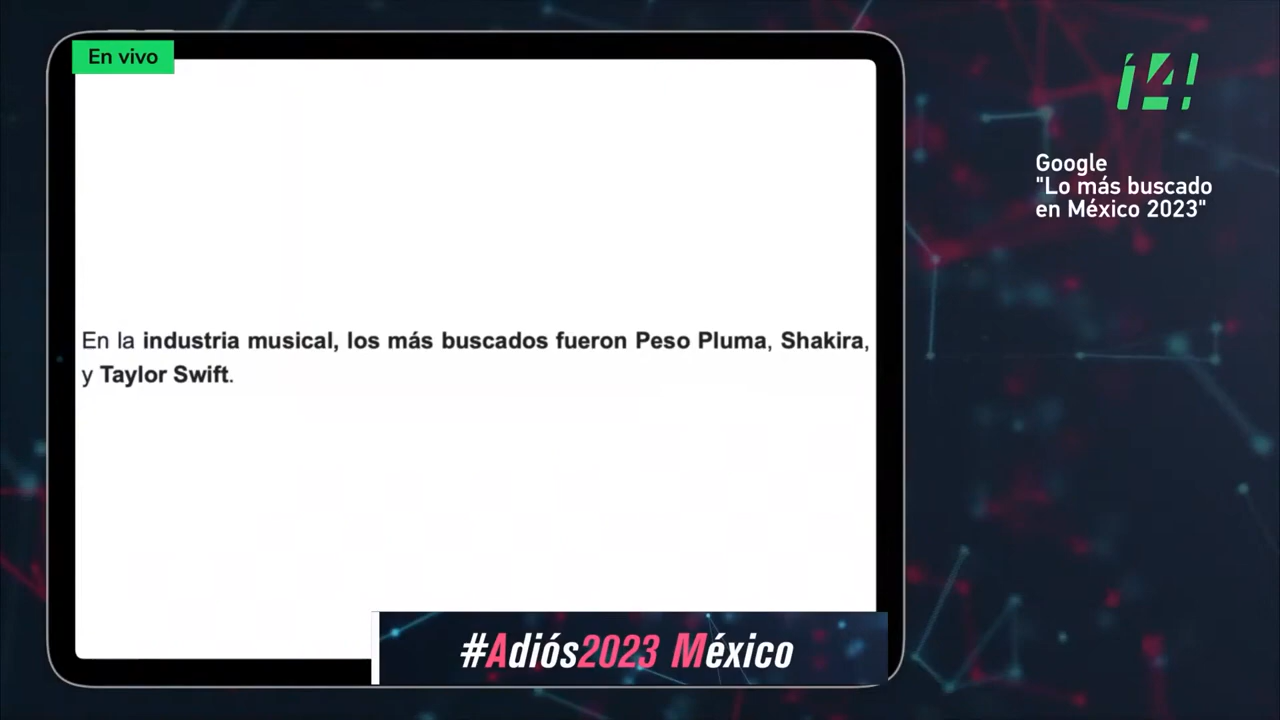 En vivo
14!
Google
"Lo más buscado
en México 2023"
En la industria musical, los más buscados fueron Peso Pluma, Shakira,
y Taylor Swift.
#Adiós2023 México